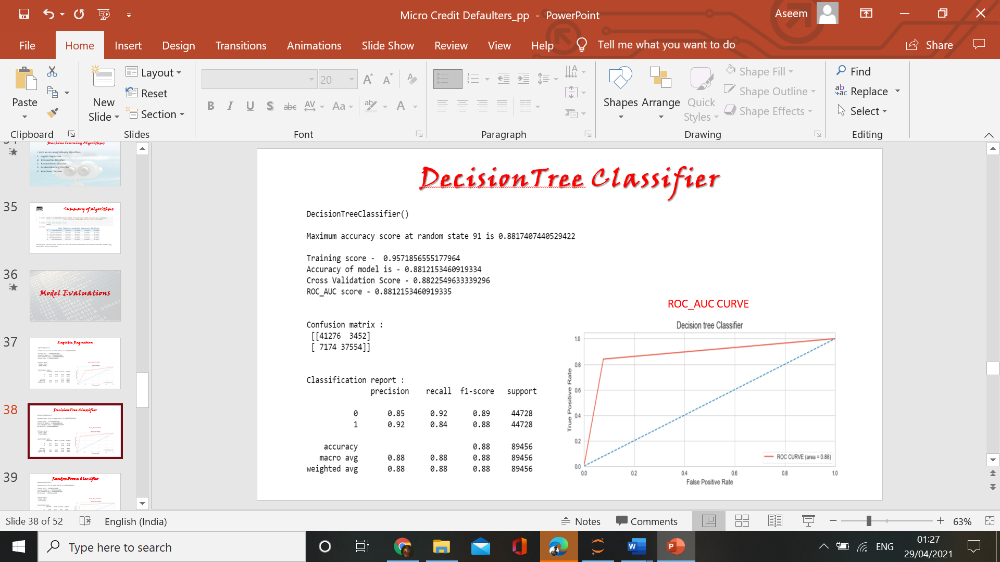 Micro Credit Defaulters_pp - PowerPoint
Aseem
File Home Insert Design Transitions Animations Slide Show Review View Help Tell me what you want to do Share
Paste
Clipboard
New Slide
Layout
Reset
Section
Slides
20
B I U S abc AV Aa A
Font
Paragraph
Shapes Arrange Quick Styles
Shape Fill
Shape Outline
Shape Effects
Drawing
Find
Replace
Select
Editing
Machine learning Algorithms
35
Summary of algorithms
36
Model Evaluations
37
Logistic Regression
38
DecisionTree Classifier
39
RandomForest Classifier
DecisionTree Classifier
DecisionTreeClassifier()
Maximum accuracy score at random state 91 is 0.8817407440529422
Training score - 0.9571856555177964
Accuracy of model is - 0.8812153460919334
Cross Validation Score - 0.8822549633339296
ROC_AUC score - 0.8812153460919335
Confusion matrix :
[[41276 3452]
[ 7174 37554]]
Classification report :
precision recall f1-score support
0 0.85 0.92 0.89 44728
1 0.92 0.84 0.88 44728
accuracy 0.88 89456
macro avg 0.88 0.88 0.88 89456
weighted avg 0.88 0.88 0.88 89456
ROC_AUC CURVE
Decision tree Classifier
True Positive Rate
1.0
0.8
0.6
0.4
0.2
0.0
ROC CURVE (area = 0.88)
0.0 0.2 0.4 0.6 0.8 1.0
False Positive Rate
Slide 38 of 52 English (India) Notes Comments 63%
Type here to search
ENG
01:27
29/04/2021